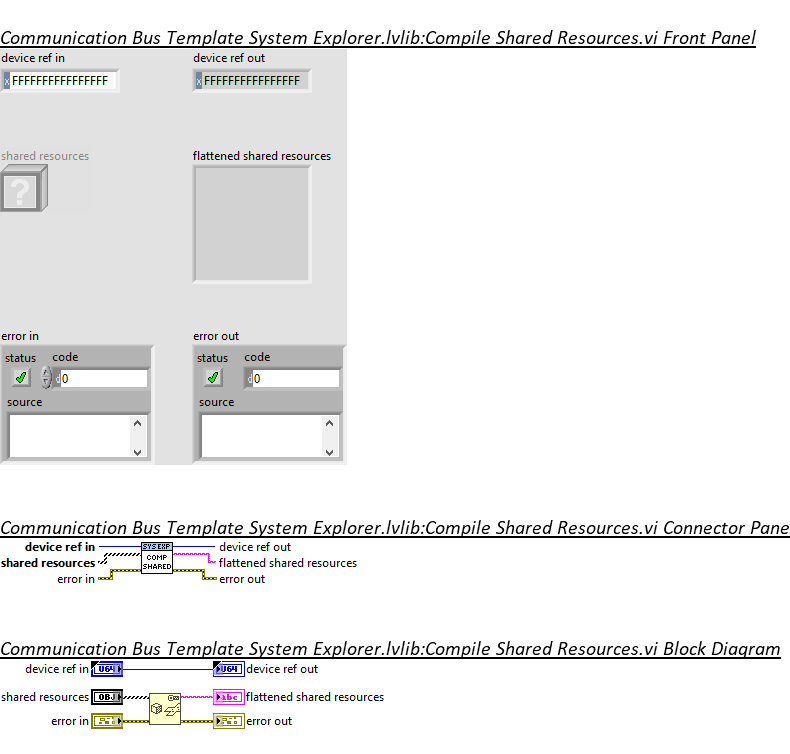 Communication Bus Template System Explorer.lvlib:Compile Shared Resources.vi Front Panel
device ref in device ref out
x FFFFFFFFFFFFFFFF x FFFFFFFFFFFFFFFF
shared resources flattened shared resources
?
error in error out
status code status code
d 0 d 0
source source
Communication Bus Template System Explorer.lvlib:Compile Shared Resources.vi Connector Pane
device ref in SYS EXP device ref out
shared resources COMP SHARED flattened shared resources
error in error out
Communication Bus Template System Explorer.lvlib:Compile Shared Resources.vi Block Diagram
device ref in U64 U64 device ref out
shared resources OBJ abc flattened shared resources
error in error out